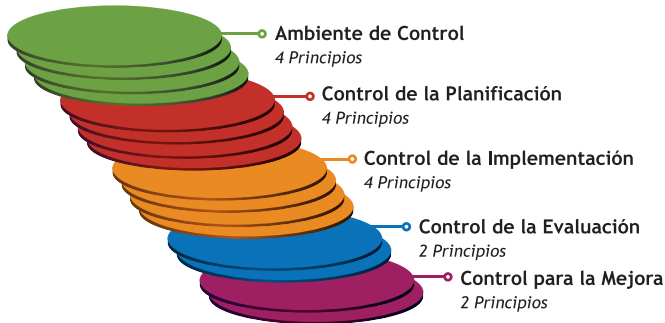 Ambiente de Control
4 Principios
Control de la Planificación
4 Principios
Control de la Implementación
4 Principios
Control de la Evaluación
2 Principios
Control para la Mejora
2 Principios